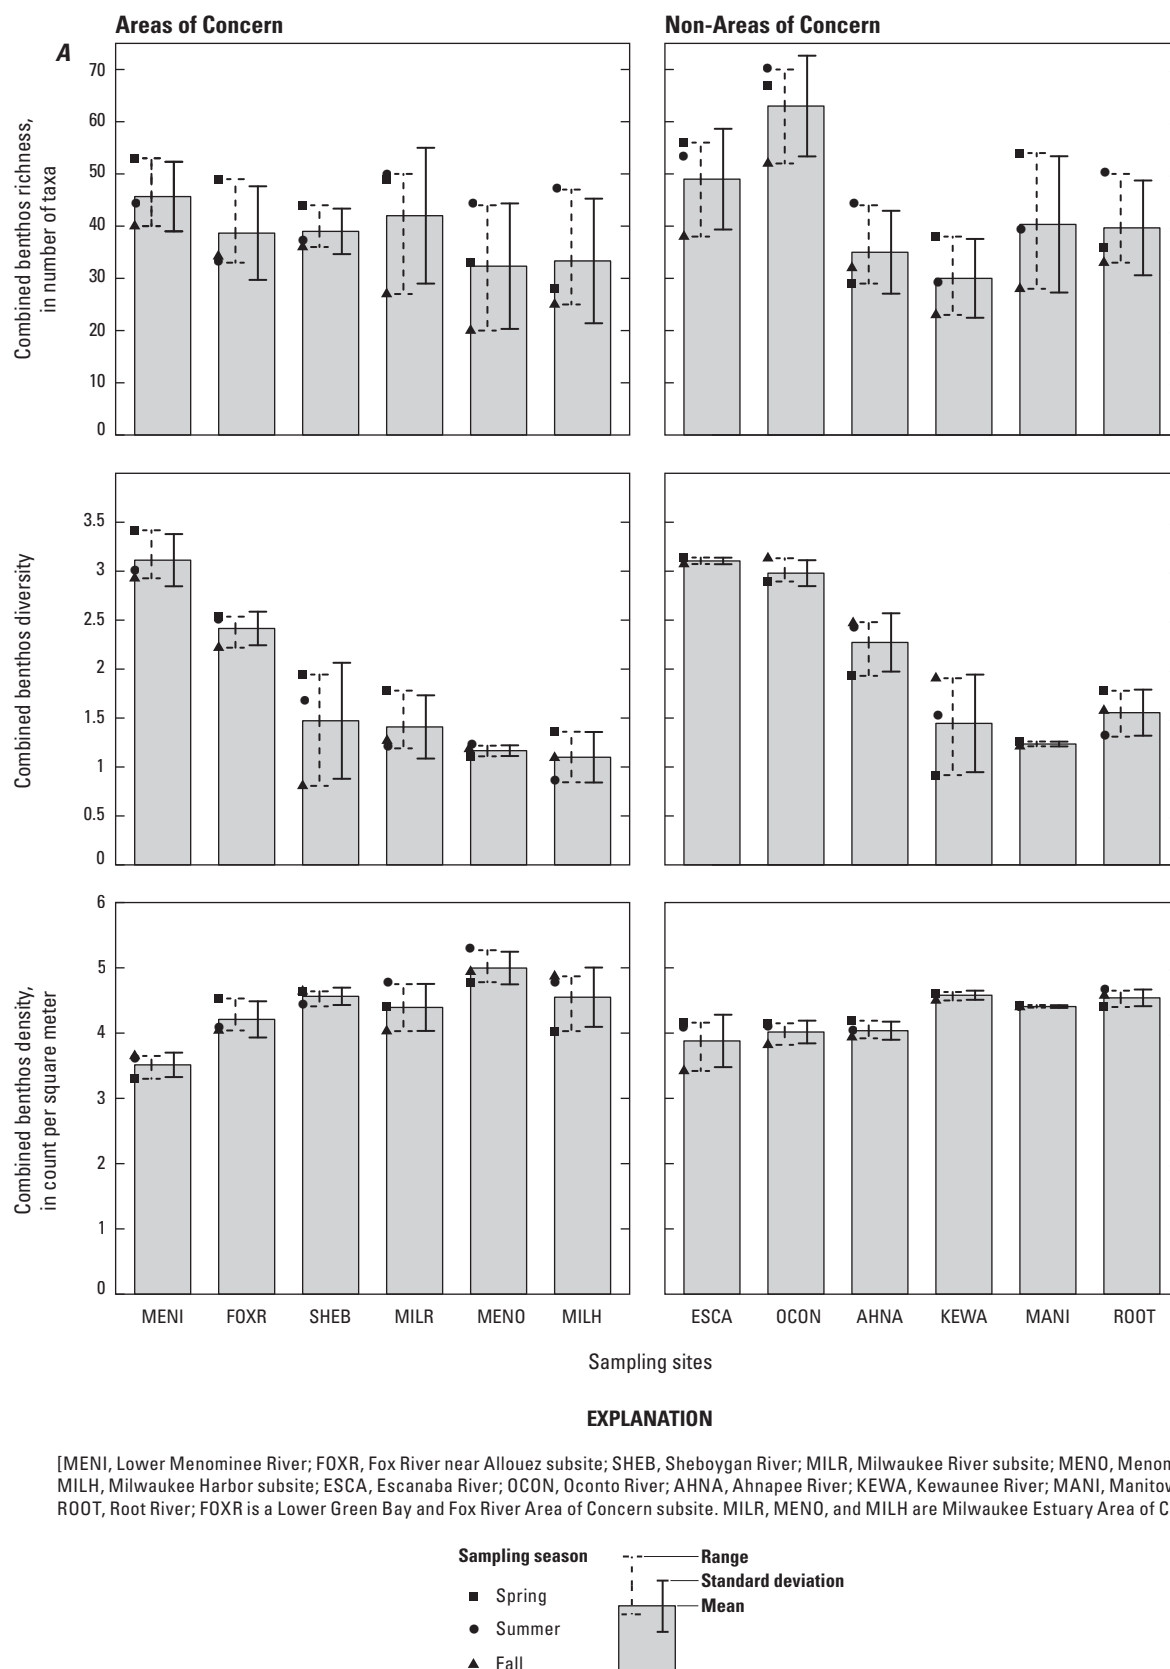 Areas of Concern
Non-Areas of Concern
A
Combined benthos richness,
in number of taxa
70
60
50
40
30
20
10
0
Combined benthos diversity
3.5
3
2.5
2
1.5
1
0.5
0
Combined benthos density,
in count per square meter
6
5
4
3
2
1
0
MENI FOXR SHEB MILR MENO MILH ESCA OCON AHNA KEWA MANI ROOT
Sampling sites
EXPLANATION
[MENI, Lower Menominee River; FOXR, Fox River near Allouez subsite; SHEB, Sheboygan River; MILR, Milwaukee River subsite; MENO, Menom
MILH, Milwaukee Harbor subsite; ESCA, Escanaba River; OCON, Oconto River; AHNA, Ahnapee River; KEWA, Kewaunee River; MANI, Manitow
ROOT, Root River; FOXR is a Lower Green Bay and Fox River Area of Concern subsite. MILR, MENO, and MILH are Milwaukee Estuary Area of C
Sampling season
Spring
Summer
Fall
Range
Standard deviation
Mean